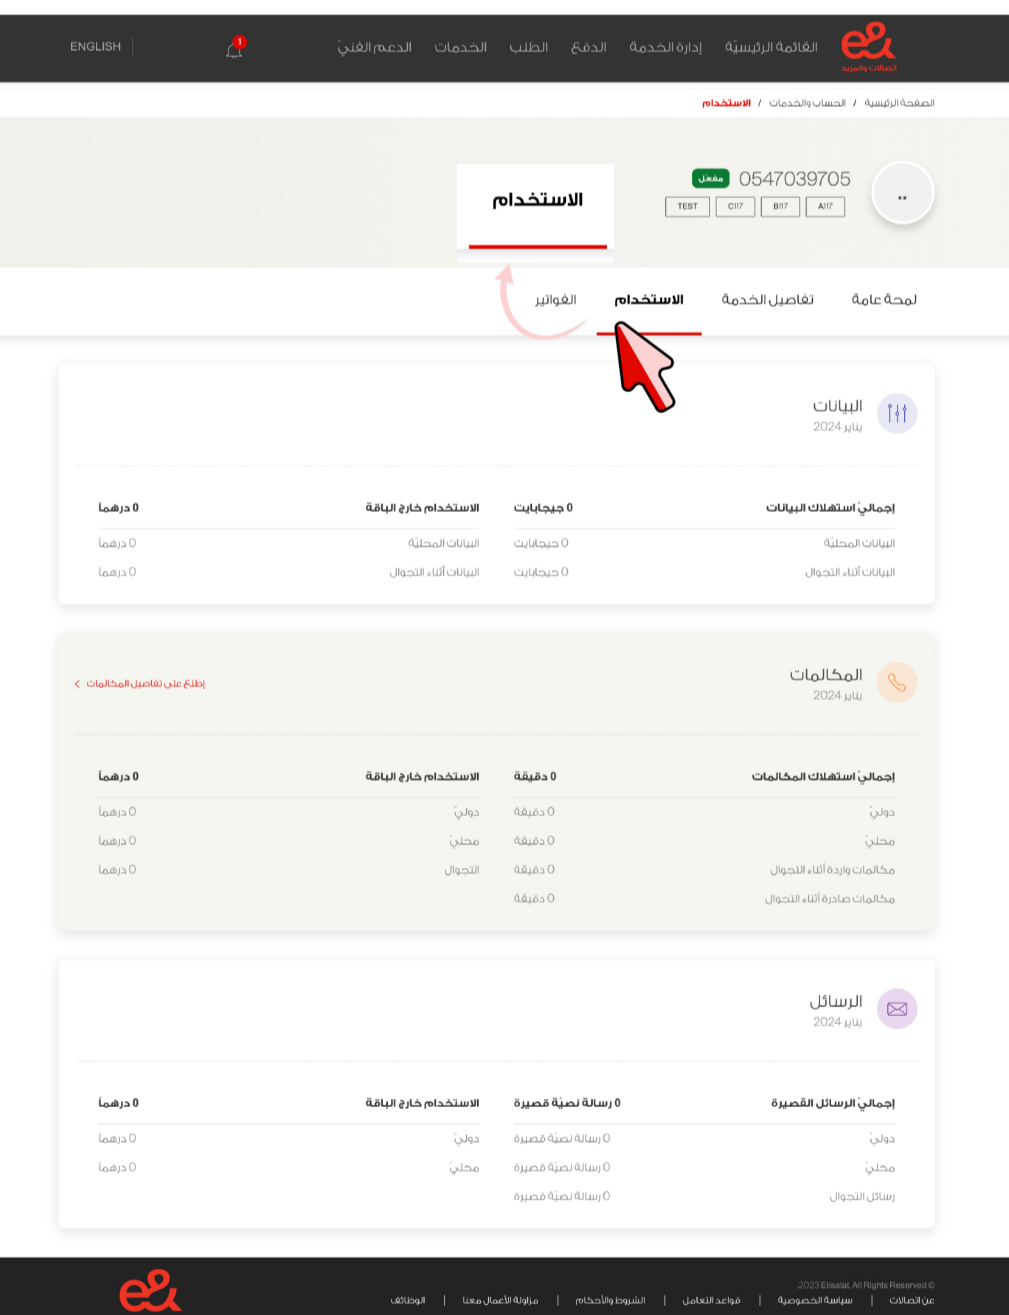 القائمة الرئيسيّة إدارة الخدمة الدفع الطلب الخدمات الدعم الفنيّ 1 ENGLISH
e& اتصالات والمزيد
الصفحة الرئيسية / الحساب والخدمات / الاستخدام
0547039705 مفعّل
A117 B117 C117 TEST
الاستخدام
لمحة عامة تفاصيل الخدمة الاستخدام الفواتير
البيانات
يناير 2024
إجماليّ استهلاك البيانات 0 جيجابايت الاستخدام خارج الباقة 0 درهماً
البيانات المحليّة 0 جيجابايت البيانات المحليّة 0 درهماً
البيانات أثناء التجوال 0 جيجابايت البيانات أثناء التجوال 0 درهماً
المكالمات
يناير 2024
إطلع على تفاصيل المكالمات
إجماليّ استهلاك المكالمات 0 دقيقة الاستخدام خارج الباقة 0 درهماً
دوليّ 0 دقيقة دوليّ 0 درهماً
محليّ 0 دقيقة محليّ 0 درهماً
مكالمات واردة أثناء التجوال 0 دقيقة التجوال 0 درهماً
مكالمات صادرة أثناء التجوال 0 دقيقة
الرسائل
يناير 2024
إجماليّ الرسائل القصيرة 0 رسالة نصيّة قصيرة الاستخدام خارج الباقة 0 درهماً
دوليّ 0 رسالة نصيّة قصيرة دوليّ 0 درهماً
محليّ 0 رسالة نصيّة قصيرة محليّ 0 درهماً
رسائل التجوال 0 رسالة نصيّة قصيرة
© 2023 Etisalat. All Rights Reserved.
عن اتصالات | سياسة الخصوصية | قواعد التعامل | الشروط والأحكام | مزاولة الأعمال معنا | الوظائف
e&